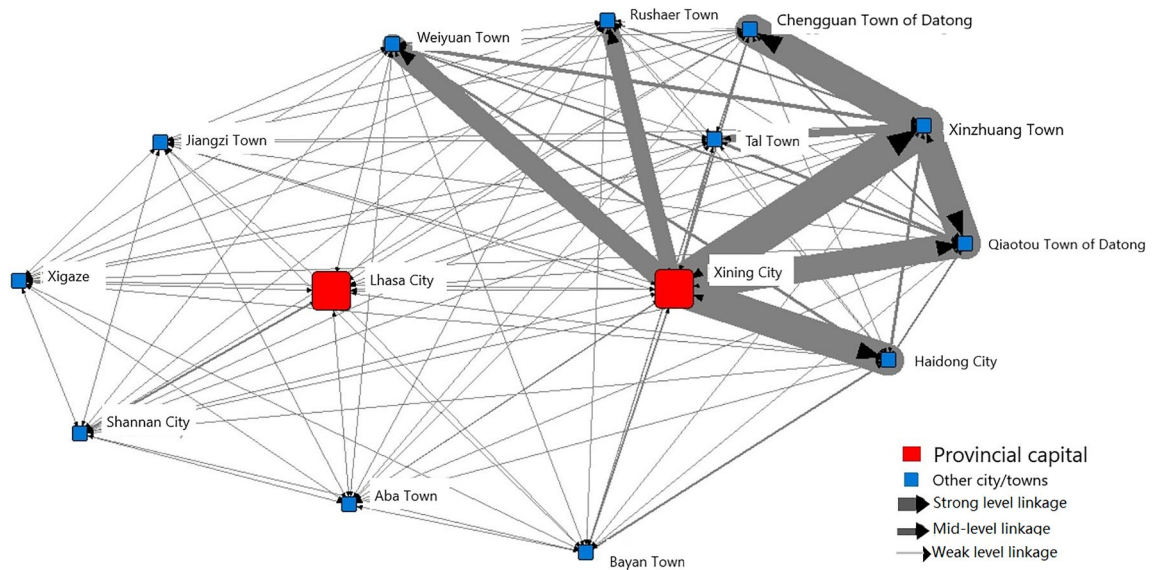 Rushaer Town
Chengguan Town of Datong
Weiyuan Town
Xinzhuang Town
Jiangzi Town
Tal Town
Qiaotou Town of Datong
Xigaze
Lhasa City
Xining City
Haidong City
Shannan City
Aba Town
Bayan Town
Provincial capital
Other city/towns
Strong level linkage
Mid-level linkage
Weak level linkage